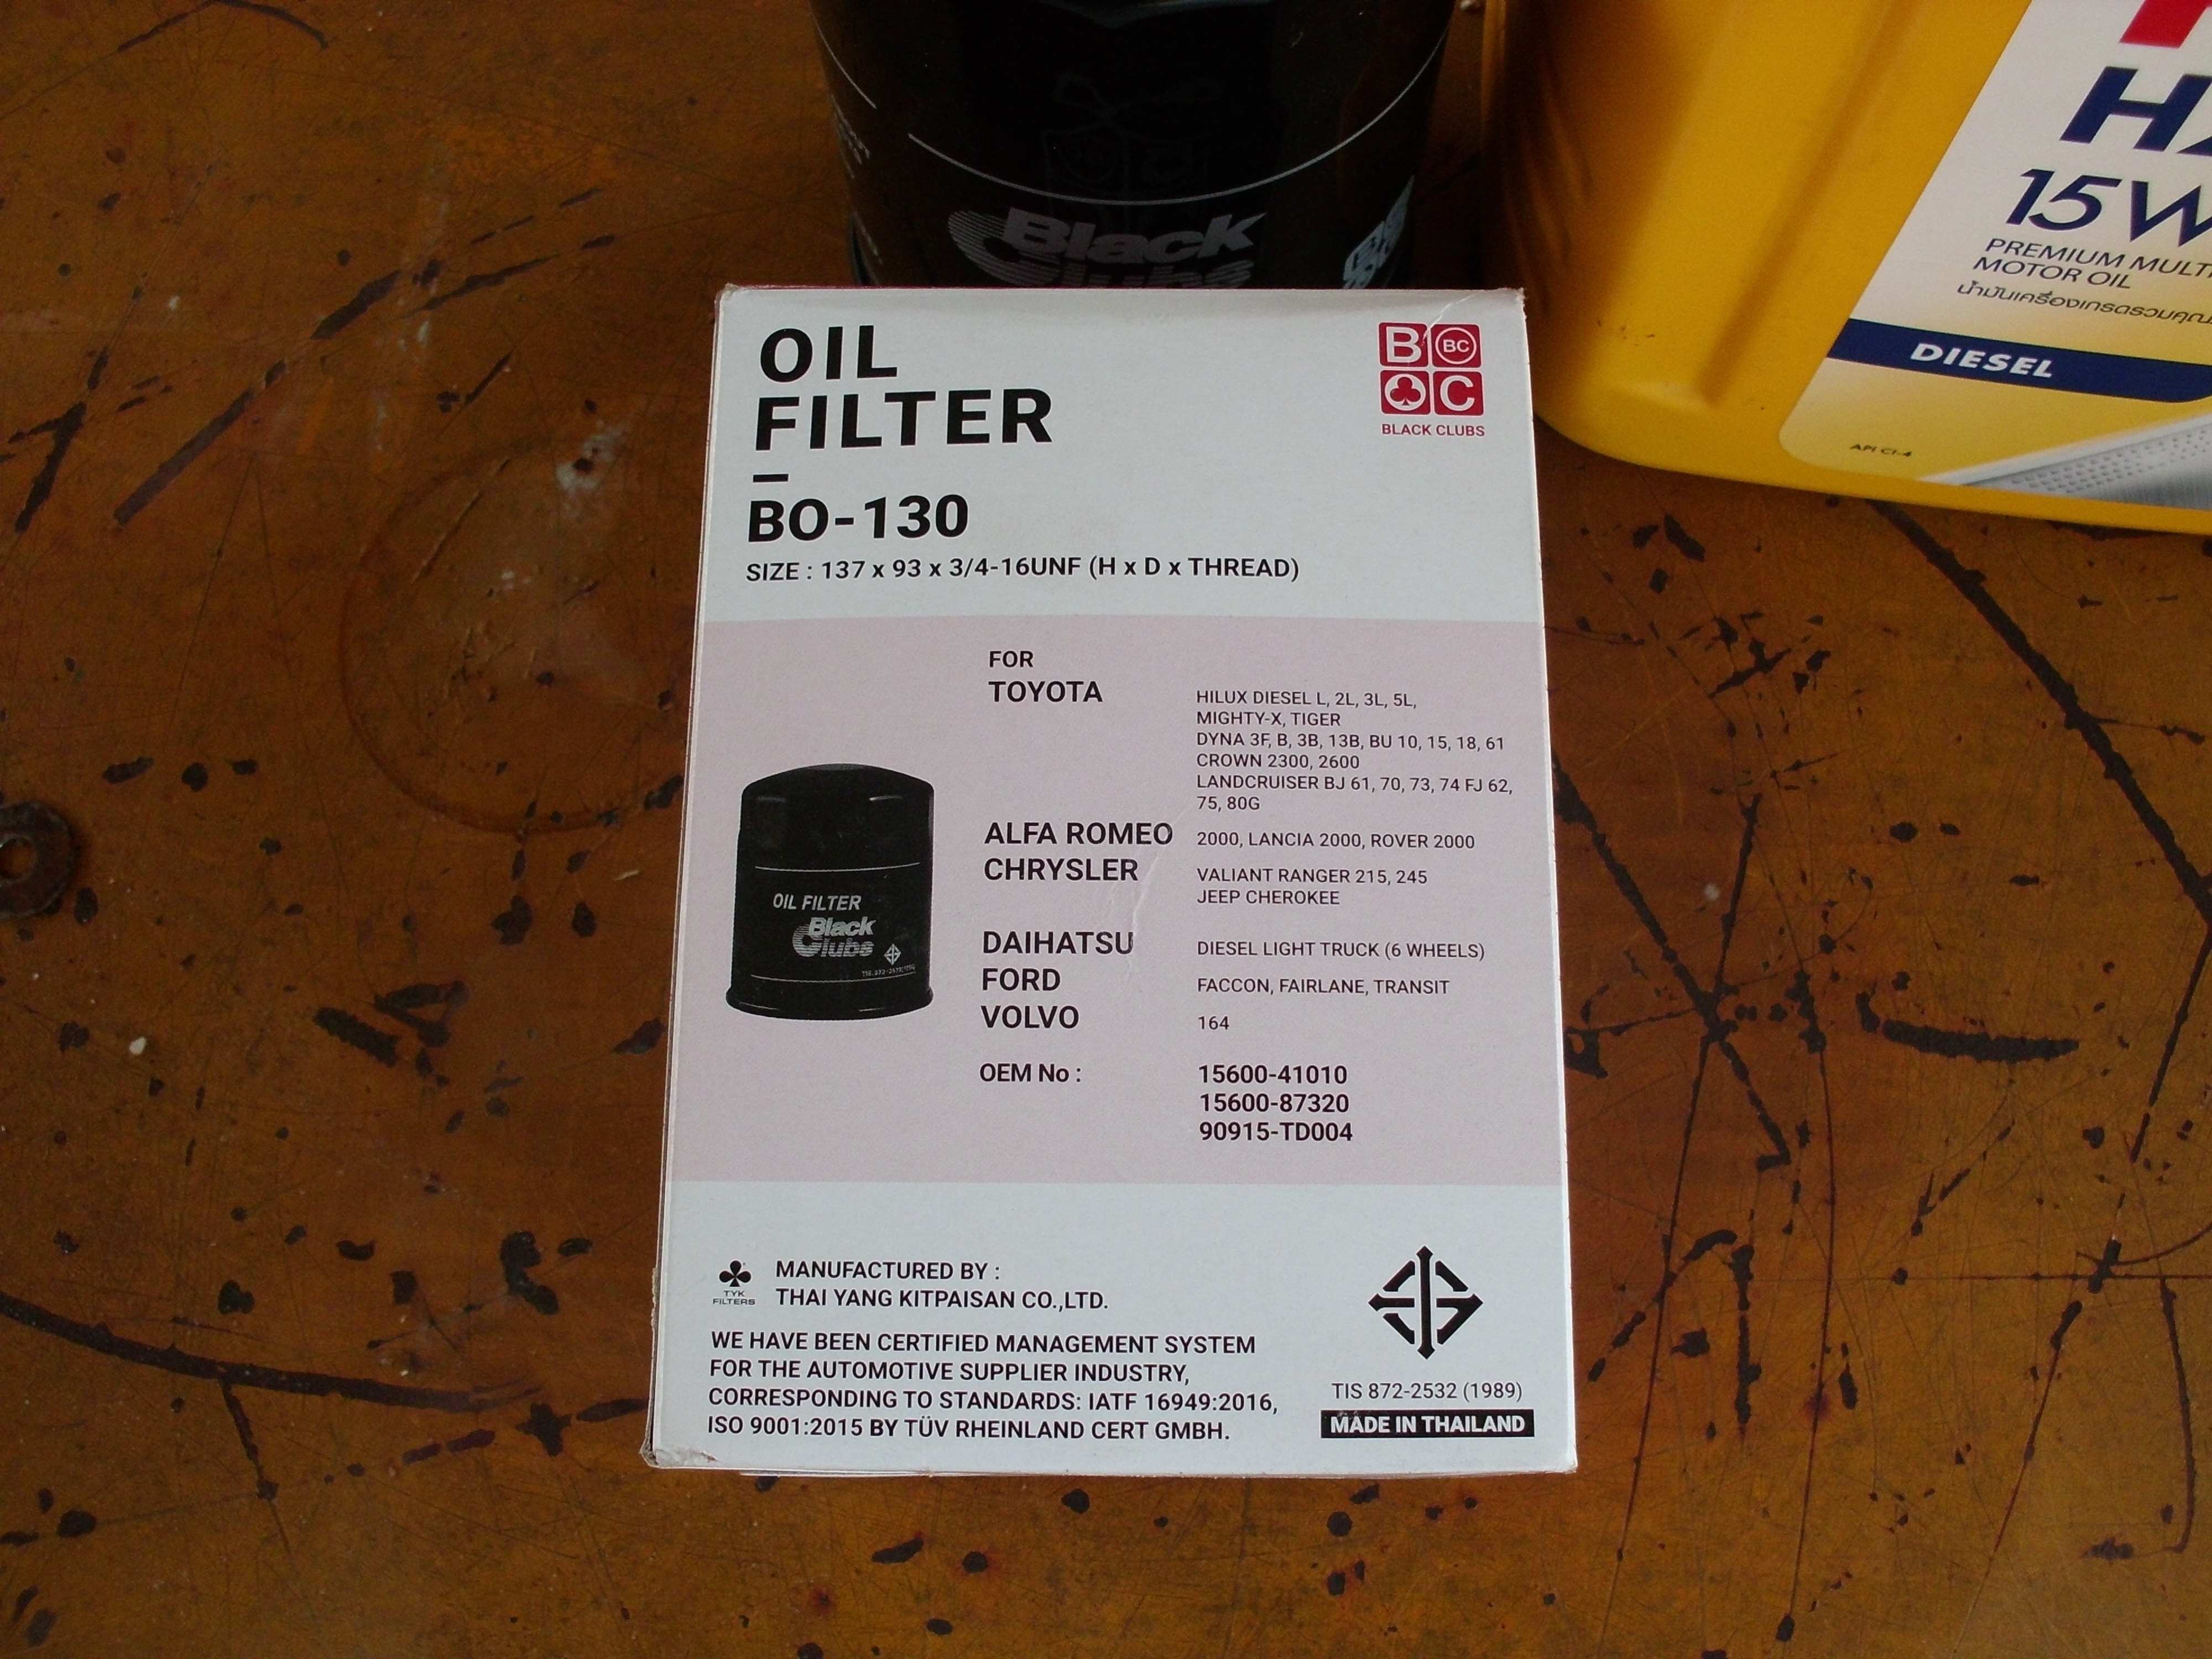 Black
Clubs
H
15W
PREMIUM MULTI
MOTOR OIL
DIESEL
API CI-4
OIL
FILTER
BO-130
SIZE : 137 x 93 x 3/4-16UNF (H x D x THREAD)
B BC
C
BLACK CLUBS
FOR
TOYOTA HILUX DIESEL L, 2L, 3L, 5L,
MIGHTY-X, TIGER
DYNA 3F, B, 3B, 13B, BU 10, 15, 18, 61
CROWN 2300, 2600
LANDCRUISER BJ 61, 70, 73, 74 FJ 62,
75, 80G
ALFA ROMEO 2000, LANCIA 2000, ROVER 2000
CHRYSLER VALIANT RANGER 215, 245
JEEP CHEROKEE
DAIHATSU DIESEL LIGHT TRUCK (6 WHEELS)
FORD FACCON, FAIRLANE, TRANSIT
VOLVO 164
OEM No : 15600-41010
15600-87320
90915-TD004
OIL FILTER
Black
Clubs
TYK
FILTERS
MANUFACTURED BY :
THAI YANG KITPAISAN CO.,LTD.
WE HAVE BEEN CERTIFIED MANAGEMENT SYSTEM
FOR THE AUTOMOTIVE SUPPLIER INDUSTRY,
CORRESPONDING TO STANDARDS: IATF 16949:2016,
ISO 9001:2015 BY TÜV RHEINLAND CERT GMBH.
TIS 872-2532 (1989)
MADE IN THAILAND